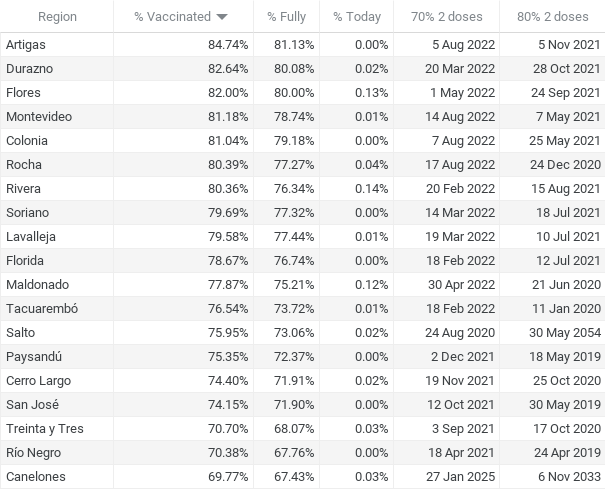 Region % Vaccinated % Fully % Today 70% 2 doses 80% 2 doses
Artigas 84.74% 81.13% 0.00% 5 Aug 2022 5 Nov 2021
Durazno 82.64% 80.08% 0.02% 20 Mar 2022 28 Oct 2021
Flores 82.00% 80.00% 0.13% 1 May 2022 24 Sep 2021
Montevideo 81.18% 78.74% 0.01% 14 Aug 2022 7 May 2021
Colonia 81.04% 79.18% 0.00% 7 Aug 2022 25 May 2021
Rocha 80.39% 77.27% 0.04% 17 Aug 2022 24 Dec 2020
Rivera 80.36% 76.34% 0.14% 20 Feb 2022 15 Aug 2021
Soriano 79.69% 77.32% 0.00% 14 Mar 2022 18 Jul 2021
Lavalleja 79.58% 77.44% 0.01% 19 Mar 2022 10 Jul 2021
Florida 78.67% 76.74% 0.00% 18 Feb 2022 12 Jul 2021
Maldonado 77.87% 75.21% 0.12% 30 Apr 2022 21 Jun 2020
Tacuarembó 76.54% 73.72% 0.01% 18 Feb 2022 11 Jan 2020
Salto 75.95% 73.06% 0.02% 24 Aug 2020 30 May 2054
Paysandú 75.35% 72.37% 0.00% 2 Dec 2021 18 May 2019
Cerro Largo 74.40% 71.91% 0.02% 19 Nov 2021 25 Oct 2020
San José 74.15% 71.90% 0.00% 12 Oct 2021 30 May 2019
Treinta y Tres 70.70% 68.07% 0.03% 3 Sep 2021 17 Oct 2020
Río Negro 70.38% 67.76% 0.00% 18 Apr 2021 24 Apr 2019
Canelones 69.77% 67.43% 0.03% 27 Jan 2025 6 Nov 2033